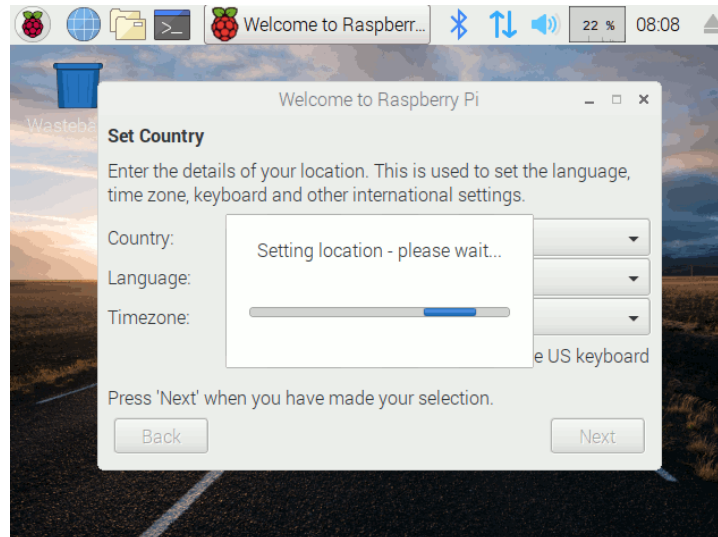 Welcome to Raspberr...
22 %
08:08
Welcome to Raspberry Pi
Set Country
Enter the details of your location. This is used to set the language,
time zone, keyboard and other international settings.
Country:
Setting location - please wait...
Language:
Timezone:
US keyboard
Press 'Next' when you have made your selection.
Back
Next